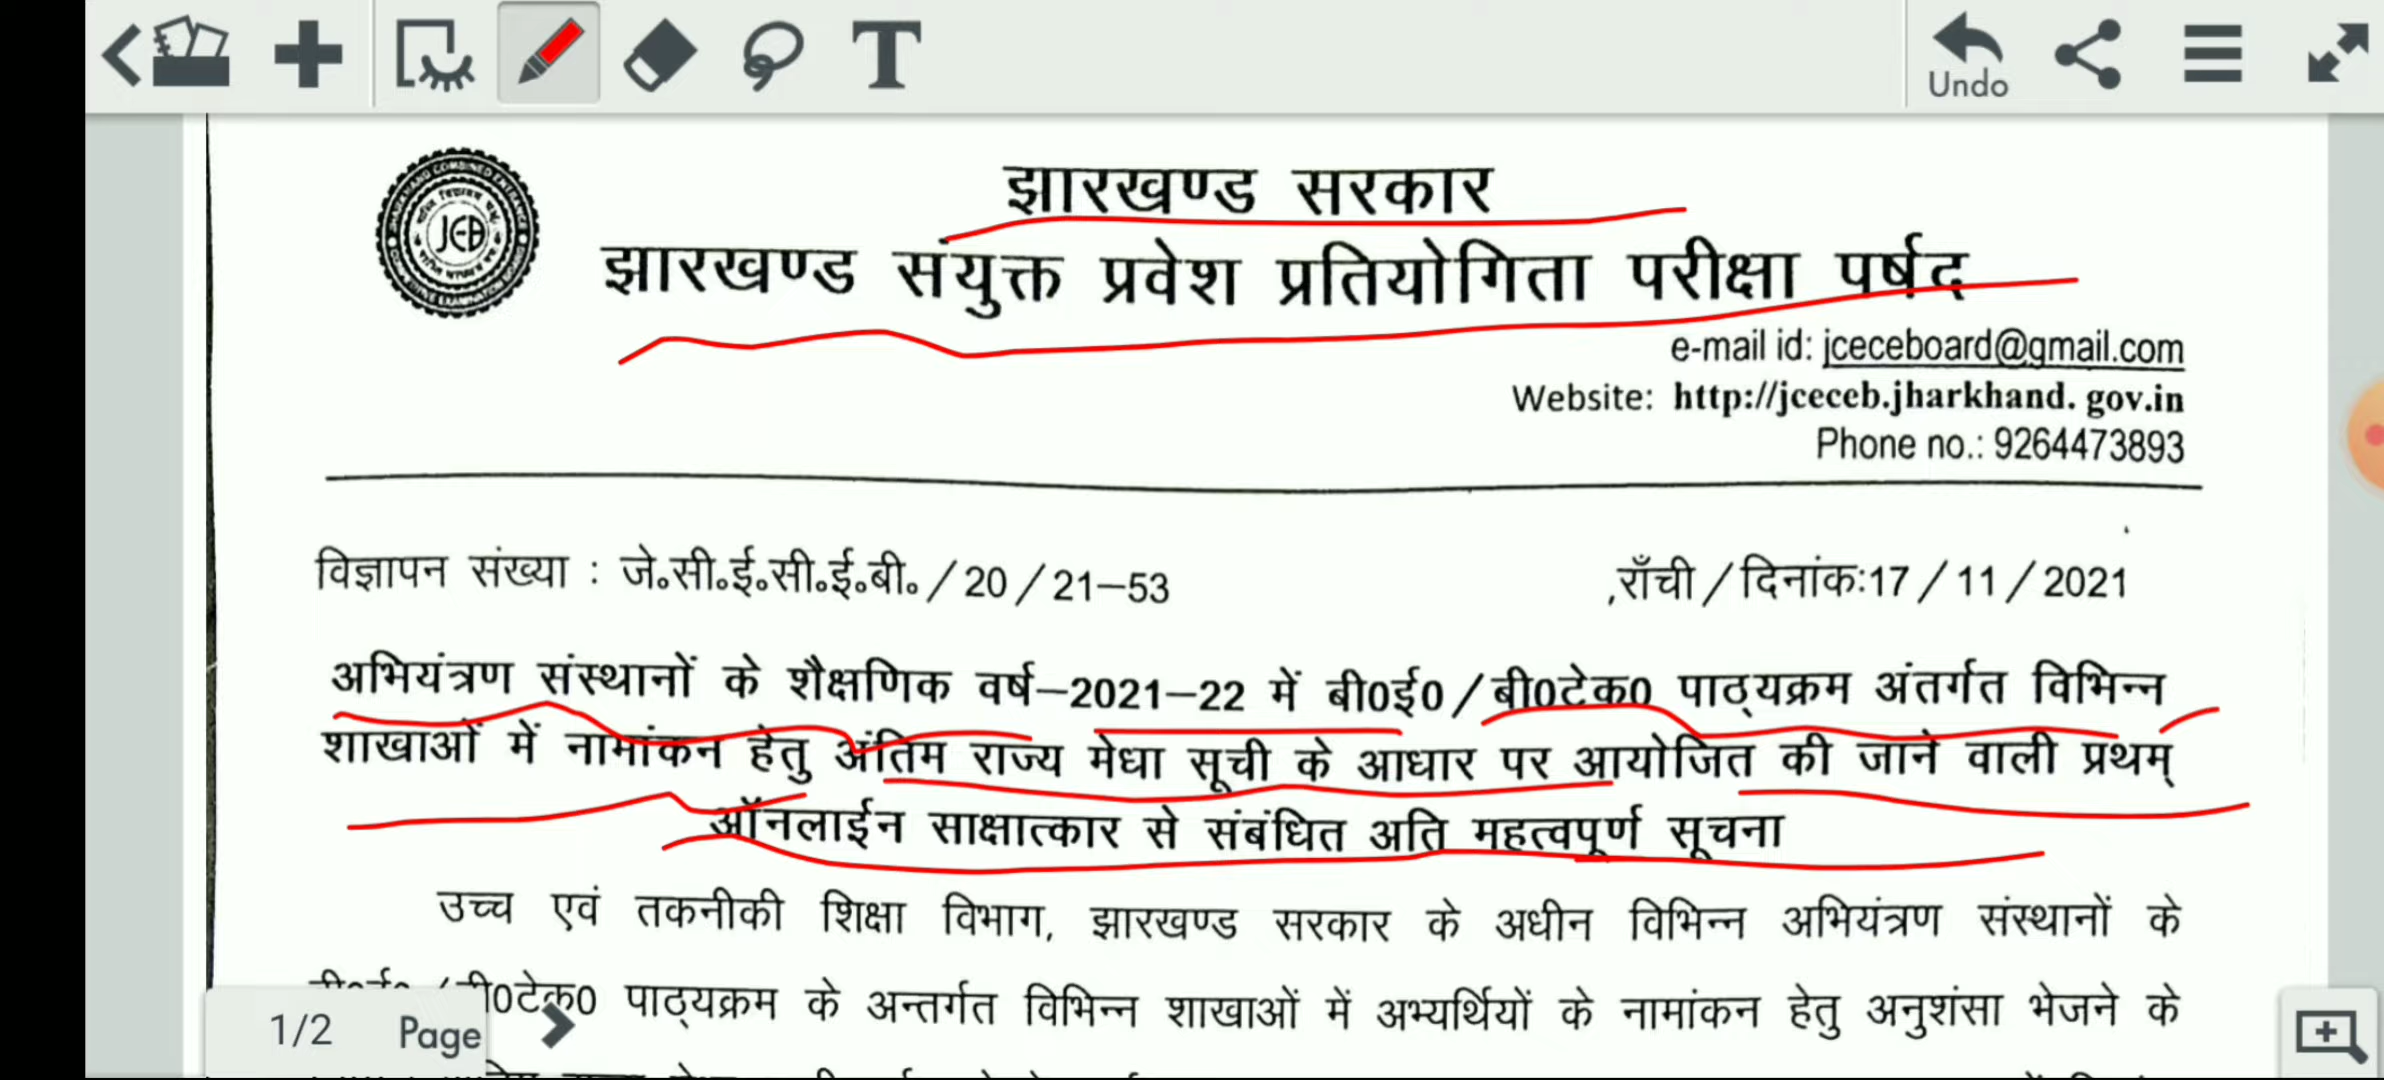 T
Undo
झारखण्ड सरकार
JCEB
झारखण्ड संयुक्त प्रवेश प्रतियोगिता परीक्षा पर्षद
e-mail id: jceceboard@gmail.com
Website: http://jceceb.jharkhand. gov.in
Phone no.: 9264473893
विज्ञापन संख्या : जे॰सी॰ई॰सी॰ई॰बी॰/20/21–53
,राँची/दिनांक:17/11/2021
अभियंत्रण संस्थानों के शैक्षणिक वर्ष–2021–22 में बी0ई0/बी0टेक0 पाठ्यक्रम अंतर्गत विभिन्न
शाखाओं में नामांकन हेतु अंतिम राज्य मेधा सूची के आधार पर आयोजित की जाने वाली प्रथम्
ऑनलाईन साक्षात्कार से संबंधित अति महत्वपूर्ण सूचना
उच्च एवं तकनीकी शिक्षा विभाग, झारखण्ड सरकार के अधीन विभिन्न अभियंत्रण संस्थानों के
पाठ्यक्रम के अन्तर्गत विभिन्न शाखाओं में अभ्यर्थियों के नामांकन हेतु अनुशंसा भेजने के
1/2 Page